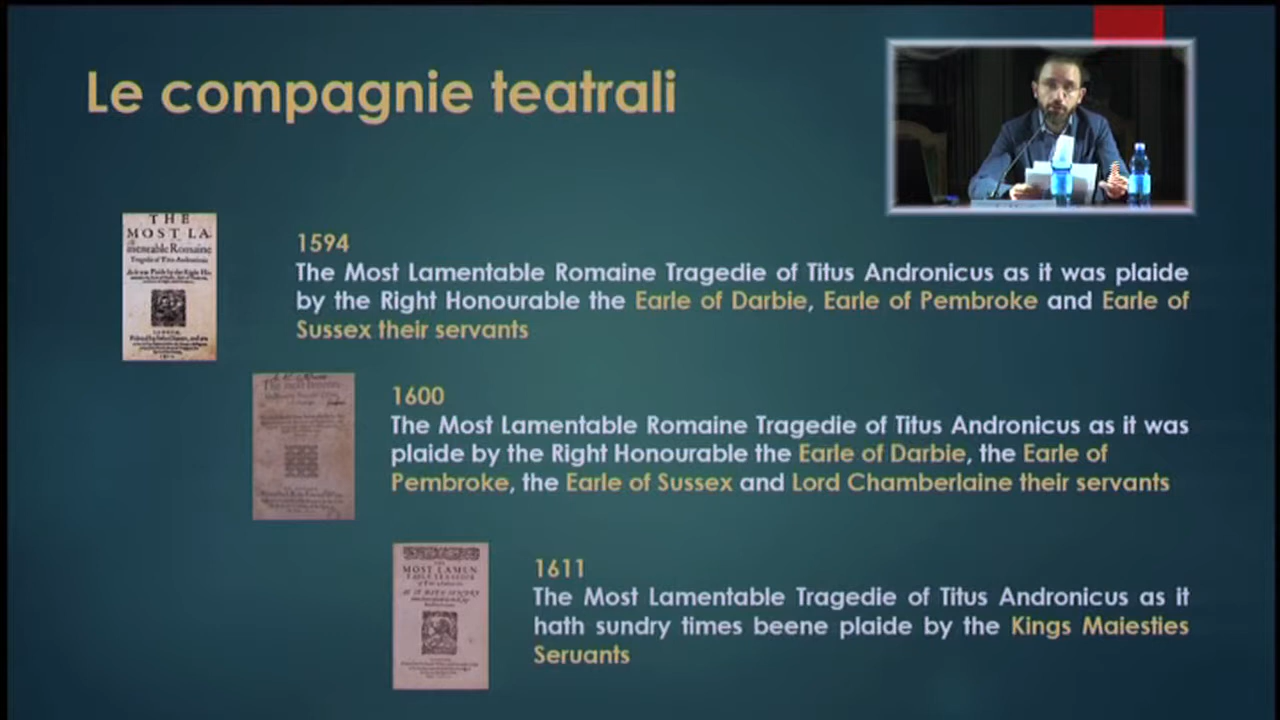 Le compagnie teatrali
THE
MOST LA
mentable Romaine
Tragedie of Titus Andronicus
1594
The Most Lamentable Romaine Tragedie of Titus Andronicus as it was plaide
by the Right Honourable the Earle of Darbie, Earle of Pembroke and Earle of
Sussex their servants
1600
The Most Lamentable Romaine Tragedie of Titus Andronicus as it was
plaide by the Right Honourable the Earle of Darbie, the Earle of
Pembroke, the Earle of Sussex and Lord Chamberlaine their servants
MOST LAMEN
1611
The Most Lamentable Tragedie of Titus Andronicus as it
hath sundry times beene plaide by the Kings Maiesties
Seruants